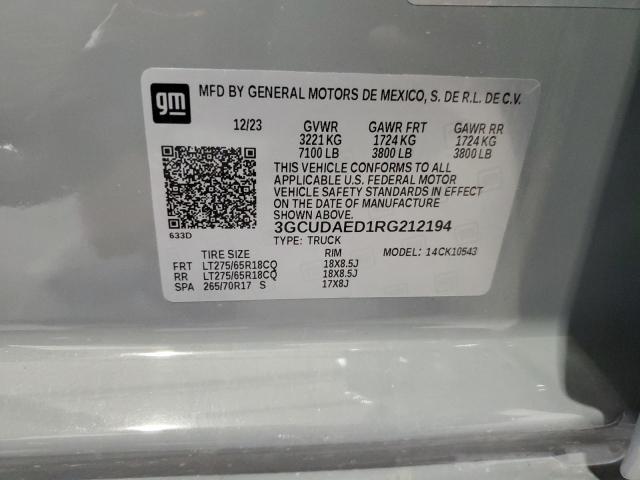 gm
MFD BY GENERAL MOTORS DE MEXICO, S. DE R.L. DE C.V.
12/23 GVWR GAWR FRT GAWR RR
3221 KG 1724 KG 1724 KG
7100 LB 3800 LB 3800 LB
THIS VEHICLE CONFORMS TO ALL
APPLICABLE U.S. FEDERAL MOTOR
VEHICLE SAFETY STANDARDS IN EFFECT
ON THE DATE OF MANUFACTURE
SHOWN ABOVE.
633D 3GCUDAED1RG212194
TYPE: TRUCK
TIRE SIZE RIM MODEL: 14CK10543
FRT LT275/65R18CQ 18X8.5J
RR LT275/65R18CQ 18X8.5J
SPA 265/70R17 S 17X8J